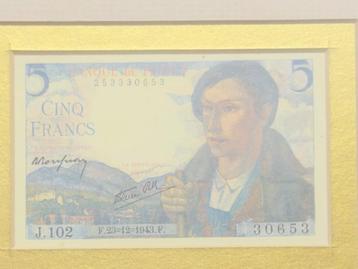 5 BANQUE DE FRANCE 5
253330653
CINQ
FRANCS
J.102 F.23-12-1943.F. 30653